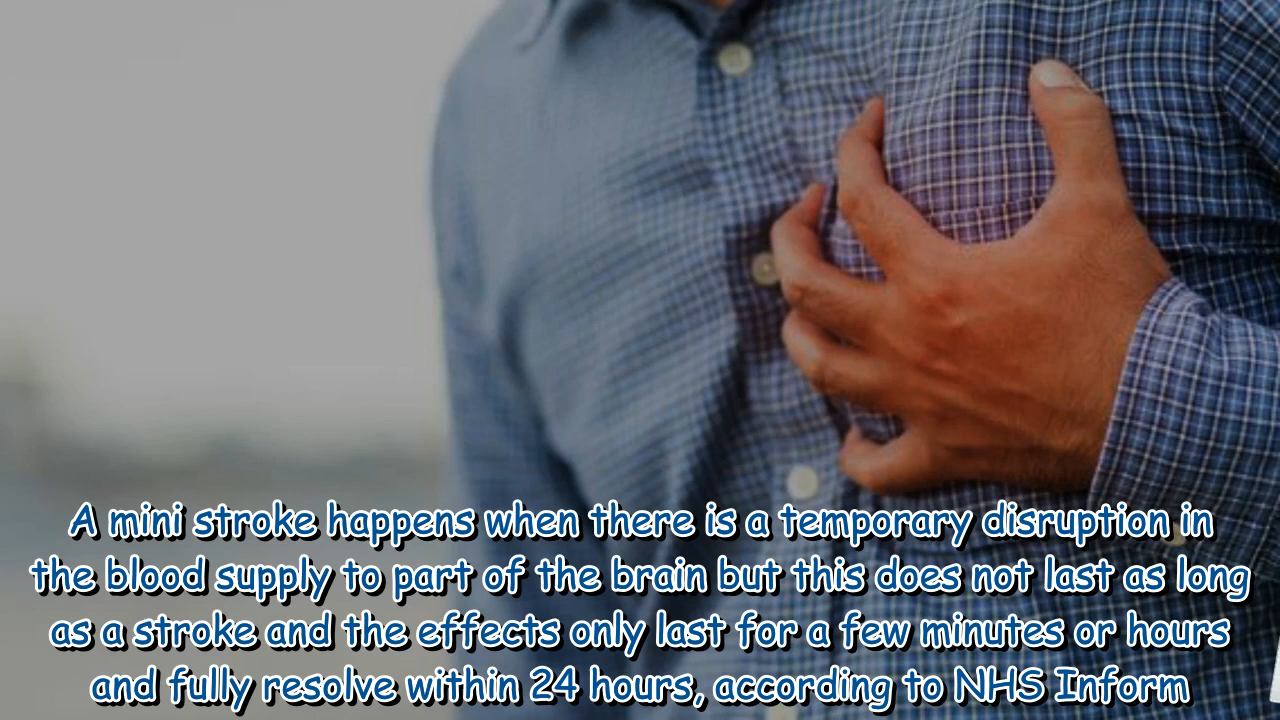 A mini stroke happens when there is a temporary disruption in
the blood supply to part of the brain but this does not last as long
as a stroke and the effects only last for a few minutes or hours
and fully resolve within 24 hours, according to NHS Inform